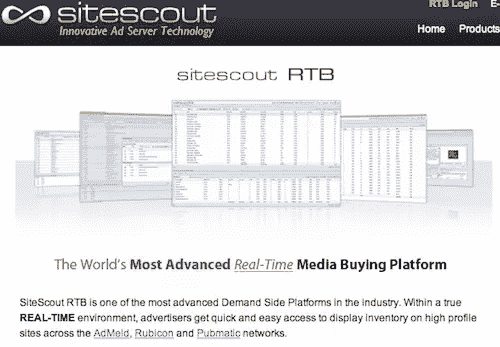 RTB Login E-
sitescout
Innovative Ad Server Technology
Home Products
sitescout RTB
The World's Most Advanced Real-Time Media Buying Platform
SiteScout RTB is one of the most advanced Demand Side Platforms in the industry. Within a true
REAL-TIME environment, advertisers get quick and easy access to display inventory on high profile
sites across the AdMeld, Rubicon and Pubmatic networks.